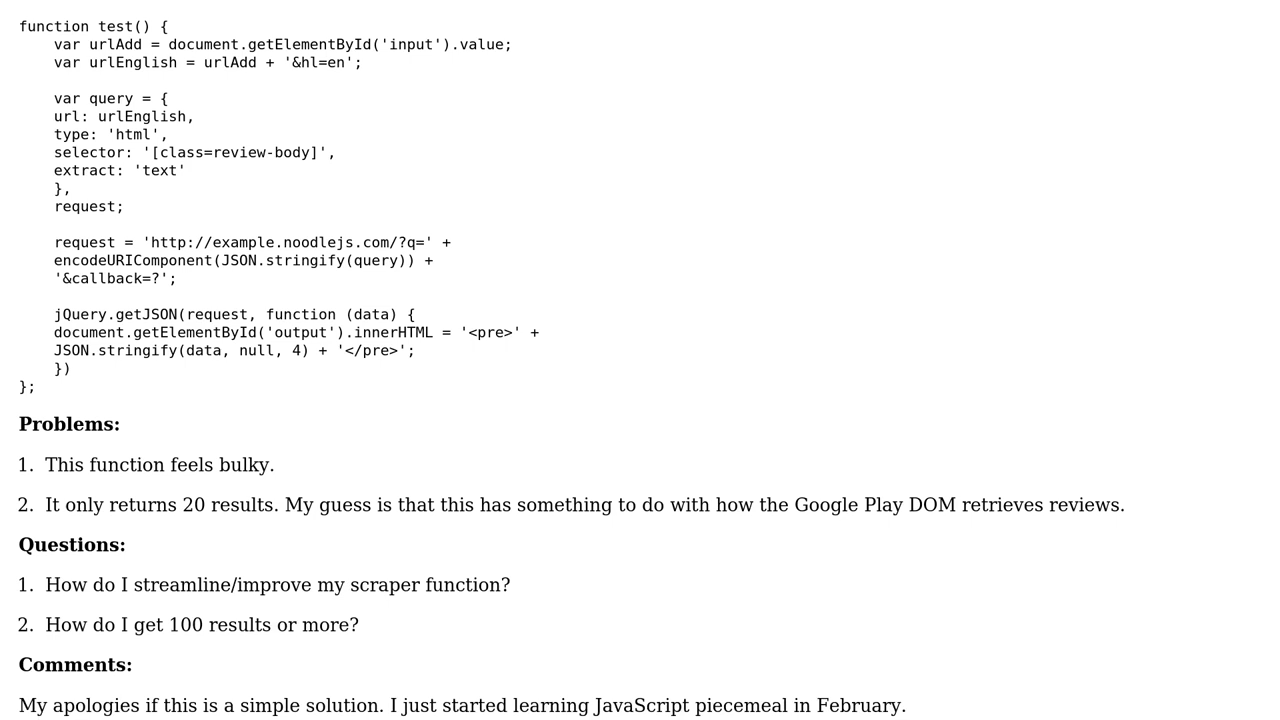 function test() {
    var urlAdd = document.getElementById('input').value;
    var urlEnglish = urlAdd + '&hl=en';

    var query = {
    url: urlEnglish,
    type: 'html',
    selector: '[class=review-body]',
    extract: 'text'
    },
    request;

    request = 'http://example.noodlejs.com/?q=' +
    encodeURIComponent(JSON.stringify(query)) +
    '&callback=?';

    jQuery.getJSON(request, function (data) {
    document.getElementById('output').innerHTML = '<pre>' +
    JSON.stringify(data, null, 4) + '</pre>';
    })
};
Problems:
1. This function feels bulky.
2. It only returns 20 results. My guess is that this has something to do with how the Google Play DOM retrieves reviews.
Questions:
1. How do I streamline/improve my scraper function?
2. How do I get 100 results or more?
Comments:
My apologies if this is a simple solution. I just started learning JavaScript piecemeal in February.